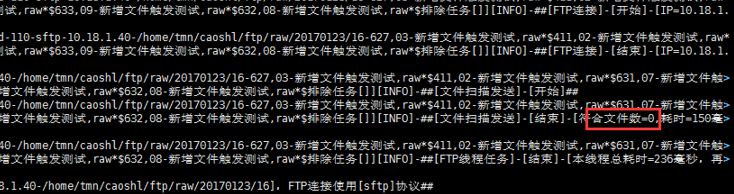 raw*$633,09-新增文件触发测试,raw*$632,08-新增文件触发测试,raw*$排除任务[]][INFO]-##[FTP连接]-[开始]-[IP=10.18.1.
d-110-sftp-10.18.1.40-/home/tmn/caoshl/ftp/raw/20170123/16-627,03-新增文件触发测试,raw*$411,02-新增文件触发测试,raw*
raw*$633,09-新增文件触发测试,raw*$632,08-新增文件触发测试,raw*$排除任务[]][INFO]-##[FTP连接]-[结束]-[IP=10.18.1.
40-/home/tmn/caoshl/ftp/raw/20170123/16-627,03-新增文件触发测试,raw*$411,02-新增文件触发测试,raw*$631,07-新增文件触>
新增文件触发测试,raw*$632,08-新增文件触发测试,raw*$排除任务[]][INFO]-##[文件扫描发送]-[开始]##
40-/home/tmn/caoshl/ftp/raw/20170123/16-627,03-新增文件触发测试,raw*$411,02-新增文件触发测试,raw*$631,07-新增文件触>
新增文件触发测试,raw*$632,08-新增文件触发测试,raw*$排除任务[]][INFO]-##[文件扫描发送]-[结束]-[符合文件数=0,耗时=150毫>
40-/home/tmn/caoshl/ftp/raw/20170123/16-627,03-新增文件触发测试,raw*$411,02-新增文件触发测试,raw*$631,07-新增文件触>
新增文件触发测试,raw*$632,08-新增文件触发测试,raw*$排除任务[]][INFO]-##[FTP线程任务]-[结束]-[本线程总耗时=236毫秒，再>
8.1.40-/home/tmn/caoshl/ftp/raw/20170123/16], FTP连接使用[sftp]协议##